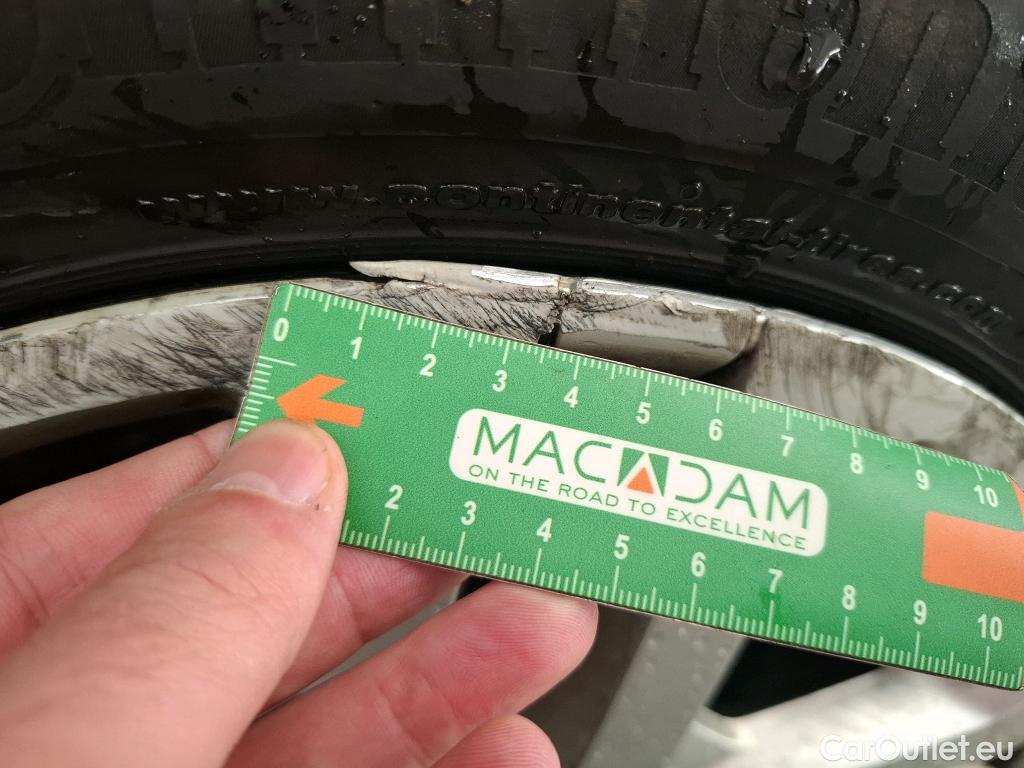 www.continental-tires.com
0 1 2 3 4 5 6 7 8 9 10
MACADAM
ON THE ROAD TO EXCELLENCE
2 3 4 5 6 7 8 9 10
CarOutlet.eu